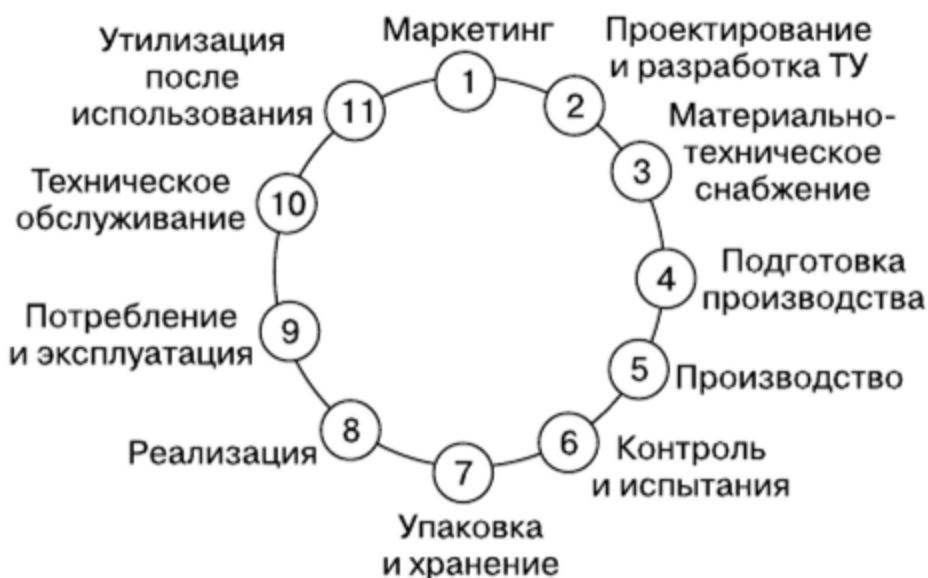 Маркетинг
1
Проектирование
и разработка ТУ
2
Материально-
техническое
снабжение
3
Подготовка
производства
4
Производство
5
Контроль
и испытания
6
Упаковка
и хранение
7
Реализация
8
Потребление
и эксплуатация
9
Техническое
обслуживание
10
Утилизация
после
использования
11